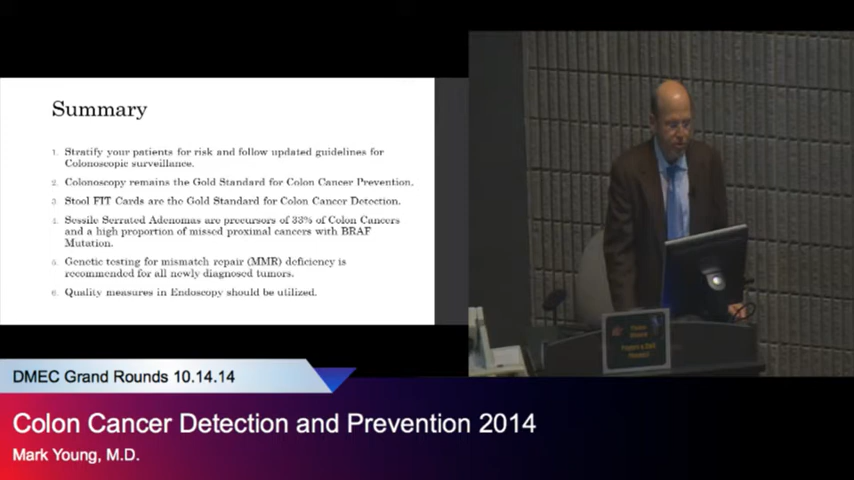 Summary
1. Stratify your patients for risk and follow updated guidelines for
Colonoscopic surveillance.
2. Colonoscopy remains the Gold Standard for Colon Cancer Prevention.
3. Stool FIT Cards are the Gold Standard for Colon Cancer Detection.
4. Sessile Serrated Adenomas are precursors of 33% of Colon Cancers
and a high proportion of missed proximal cancers with BRAF
Mutation.
5. Genetic testing for mismatch repair (MMR) deficiency is
recommended for all newly diagnosed tumors.
6. Quality measures in Endoscopy should be utilized.
DMEC Grand Rounds 10.14.14
Colon Cancer Detection and Prevention 2014
Mark Young, M.D.